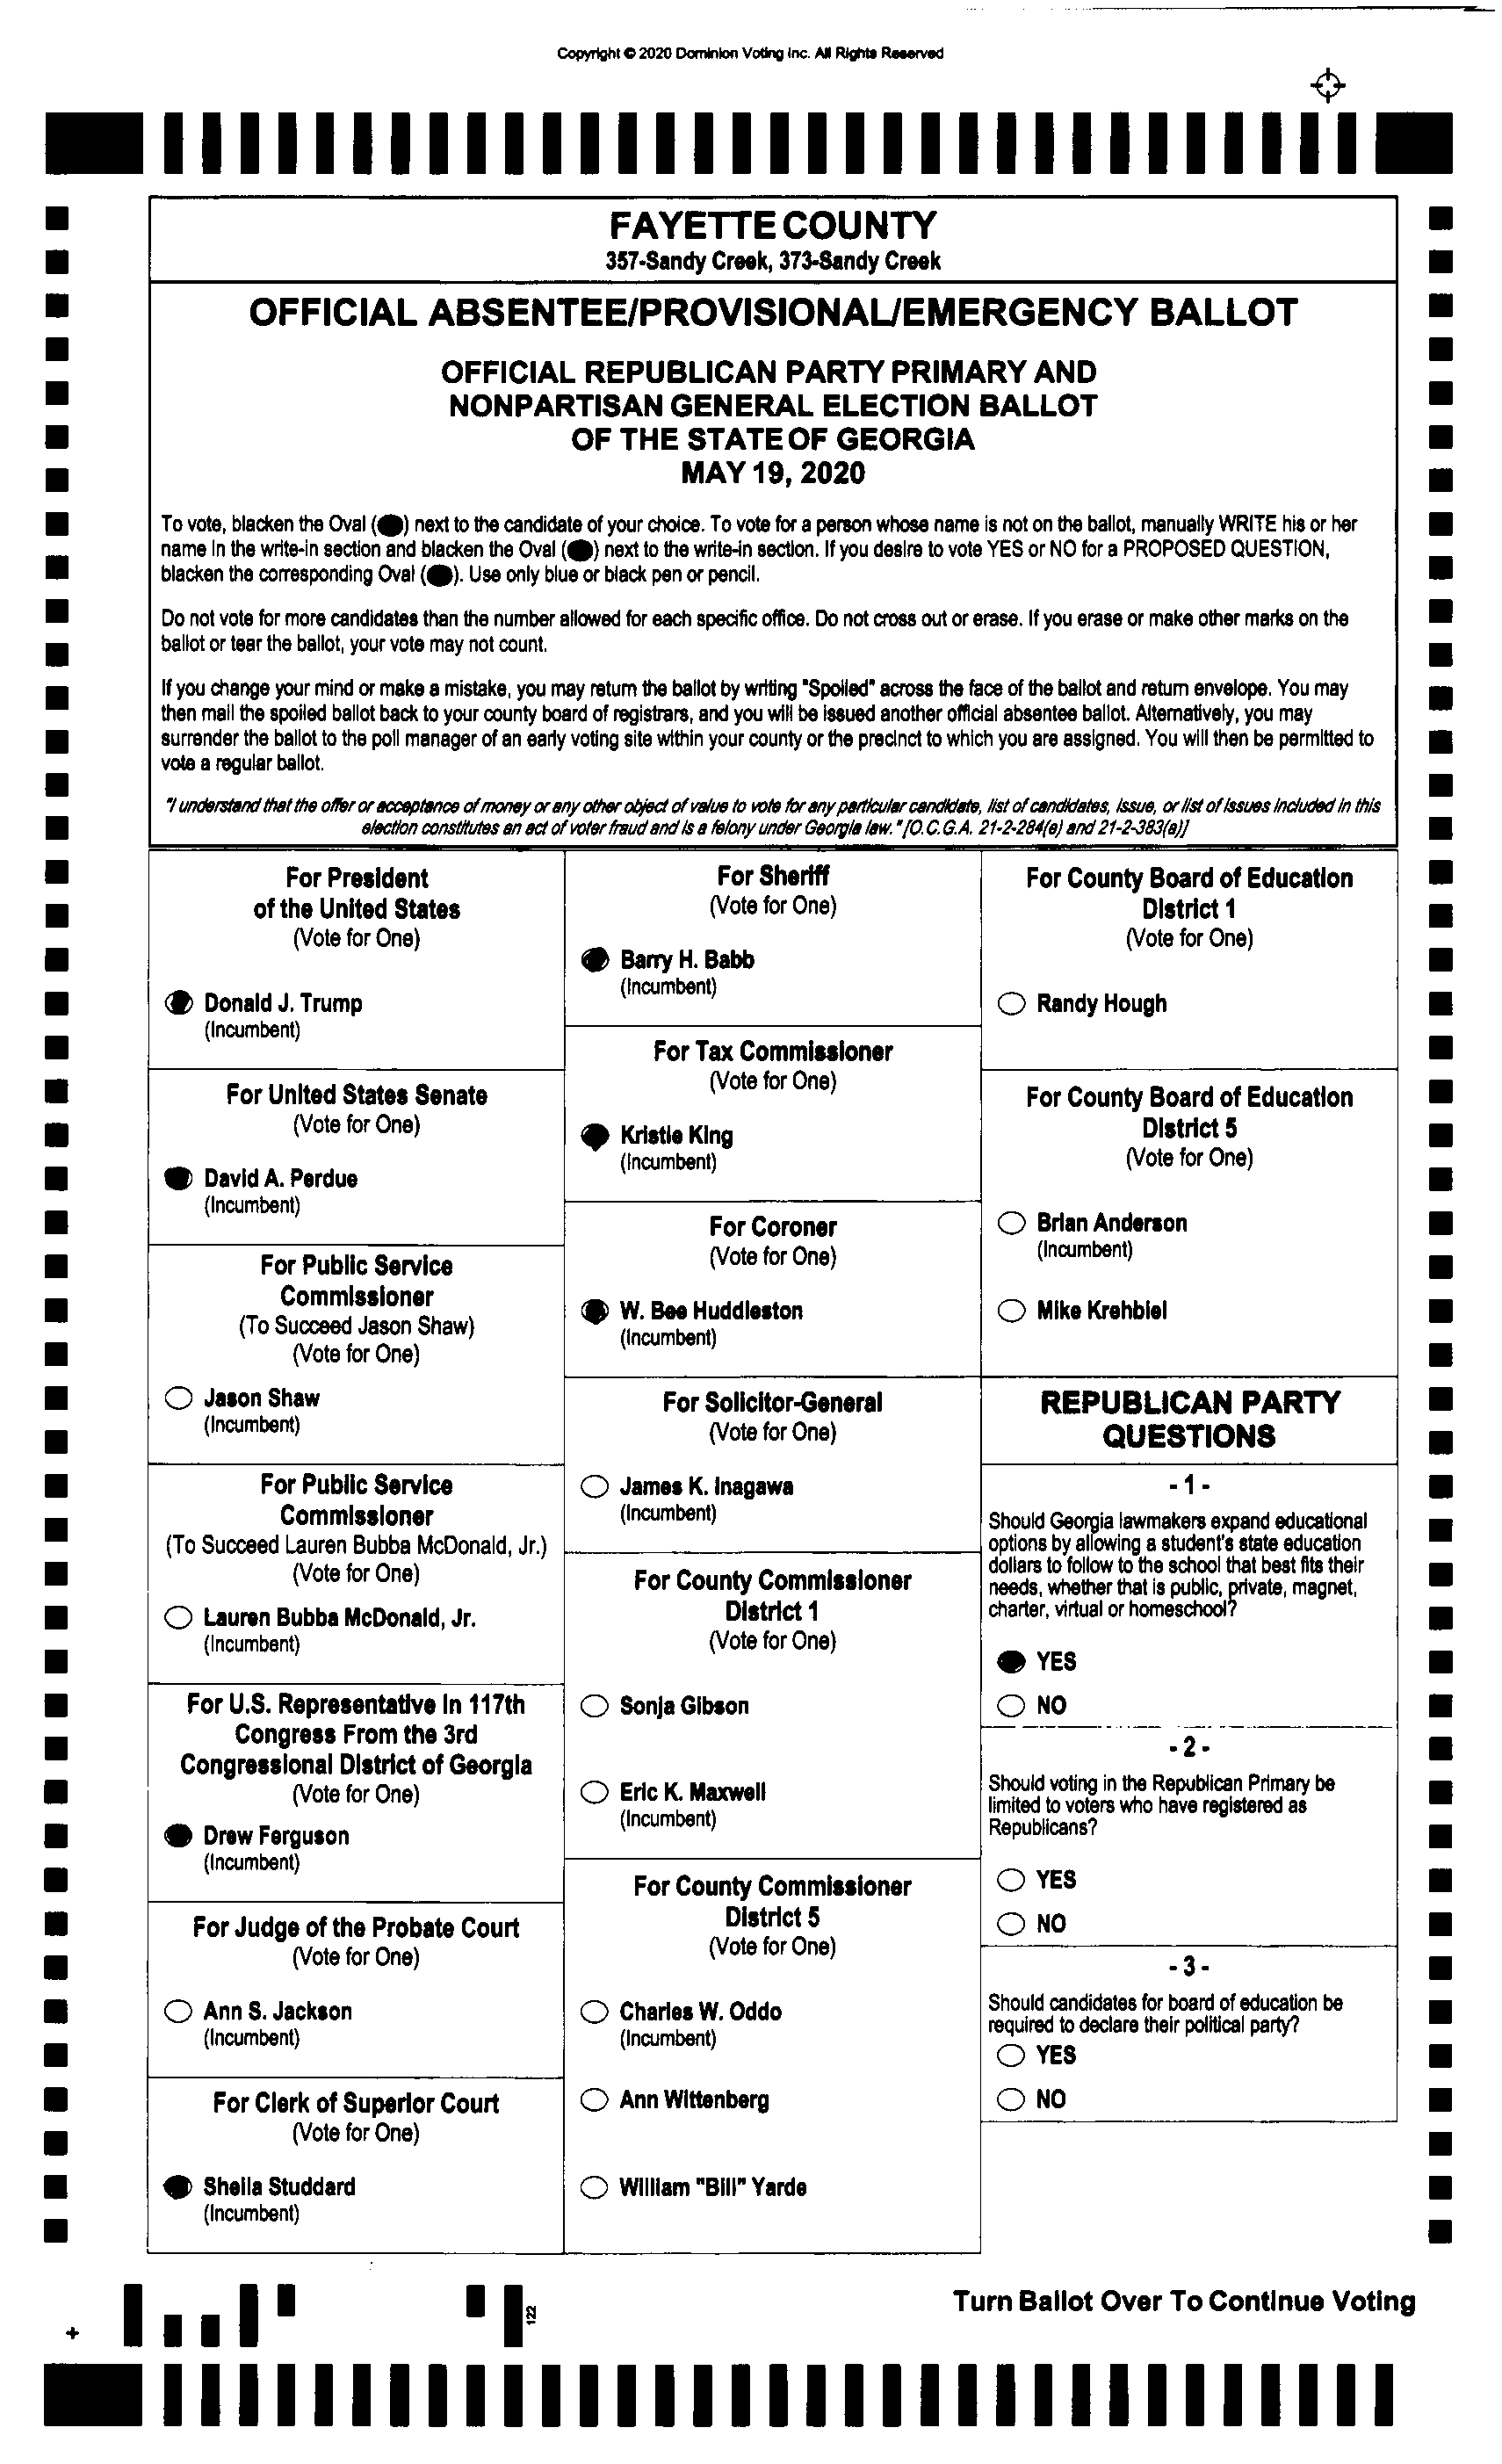 Copyright © 2020 Dominion Voting Inc. All Rights Reserved
FAYETTE COUNTY
357-Sandy Creek, 373-Sandy Creek
OFFICIAL ABSENTEE/PROVISIONAL/EMERGENCY BALLOT
OFFICIAL REPUBLICAN PARTY PRIMARY AND
NONPARTISAN GENERAL ELECTION BALLOT
OF THE STATE OF GEORGIA
MAY 19, 2020
To vote, blacken the Oval () next to the candidate of your choice. To vote for a person whose name is not on the ballot, manually WRITE his or her
name in the write-in section and blacken the Oval () next to the write-in section. If you desire to vote YES or NO for a PROPOSED QUESTION,
blacken the corresponding Oval (). Use only blue or black pen or pencil.
Do not vote for more candidates than the number allowed for each specific office. Do not cross out or erase. If you erase or make other marks on the
ballot or tear the ballot, your vote may not count.
If you change your mind or make a mistake, you may return the ballot by writing "Spoiled" across the face of the ballot and return envelope. You may
then mail the spoiled ballot back to your county board of registrars, and you will be issued another official absentee ballot. Alternatively, you may
surrender the ballot to the poll manager of an early voting site within your county or the precinct to which you are assigned. You will then be permitted to
vote a regular ballot.
"I understand that the offer or acceptance of money or any other object of value to vote for any particular candidate, list of candidates, issue, or list of issues included in this
election constitutes an act of voter fraud and is a felony under Georgia law." [O.C.G.A. 21-2-284(e) and 21-2-383(a)]
For President
of the United States
(Vote for One)
Donald J. Trump
(Incumbent)
For United States Senate
(Vote for One)
David A. Perdue
(Incumbent)
For Public Service
Commissioner
(To Succeed Jason Shaw)
(Vote for One)
Jason Shaw
(Incumbent)
For Public Service
Commissioner
(To Succeed Lauren Bubba McDonald, Jr.)
(Vote for One)
Lauren Bubba McDonald, Jr.
(Incumbent)
For U.S. Representative in 117th
Congress From the 3rd
Congressional District of Georgia
(Vote for One)
Drew Ferguson
(Incumbent)
For Judge of the Probate Court
(Vote for One)
Ann S. Jackson
(Incumbent)
For Clerk of Superior Court
(Vote for One)
Sheila Studdard
(Incumbent)
For Sheriff
(Vote for One)
Barry H. Babb
(Incumbent)
For Tax Commissioner
(Vote for One)
Kristie King
(Incumbent)
For Coroner
(Vote for One)
W. Bee Huddleston
(Incumbent)
For Solicitor-General
(Vote for One)
James K. Inagawa
(Incumbent)
For County Commissioner
District 1
(Vote for One)
Sonja Gibson
Eric K. Maxwell
(Incumbent)
For County Commissioner
District 5
(Vote for One)
Charles W. Oddo
(Incumbent)
Ann Wittenberg
William "Bill" Yarde
For County Board of Education
District 1
(Vote for One)
Randy Hough
For County Board of Education
District 5
(Vote for One)
Brian Anderson
(Incumbent)
Mike Krehbiel
REPUBLICAN PARTY
QUESTIONS
- 1 -
Should Georgia lawmakers expand educational
options by allowing a student's state education
dollars to follow to the school that best fits their
needs, whether that is public, private, magnet,
charter, virtual or homeschool?
YES
NO
- 2 -
Should voting in the Republican Primary be
limited to voters who have registered as
Republicans?
YES
NO
- 3 -
Should candidates for board of education be
required to declare their political party?
YES
NO
122
Turn Ballot Over To Continue Voting